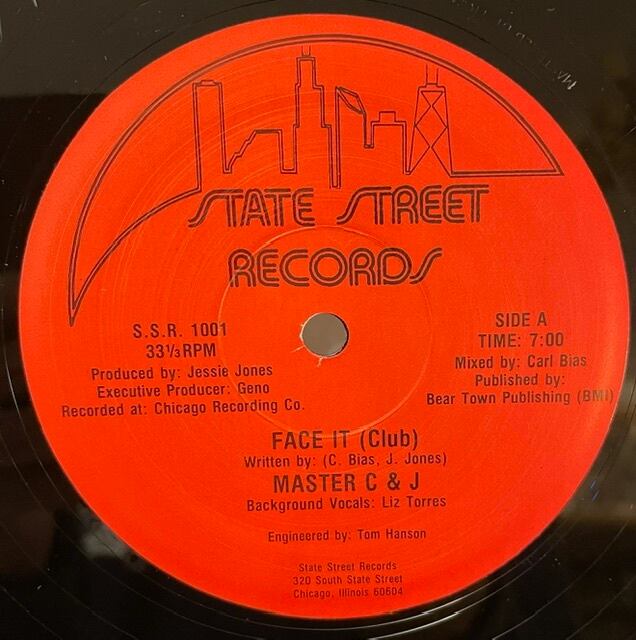 STATE STREET
RECORDS
S.S.R. 1001
33⅓ RPM
Produced by: Jessie Jones
Executive Producer: Geno
Recorded at: Chicago Recording Co.
SIDE A
TIME: 7:00
Mixed by: Carl Bias
Published by:
Bear Town Publishing (BMI)
FACE IT (Club)
Written by: (C. Bias, J. Jones)
MASTER C & J
Background Vocals: Liz Torres
Engineered by: Tom Hanson
State Street Records
320 South State Street
Chicago, Illinois 60604